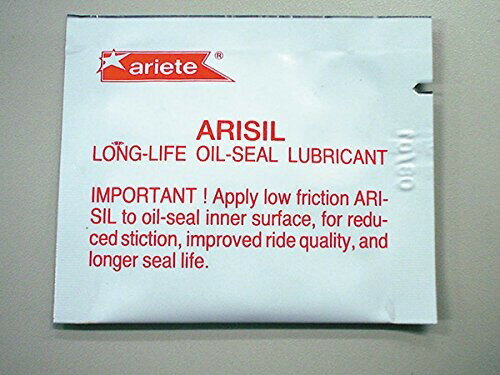 ariete ®
ARISIL
LONG-LIFE OIL-SEAL LUBRICANT
IMPORTANT ! Apply low friction ARI-
SIL to oil-seal inner surface, for redu-
ced stiction, improved ride quality, and
longer seal life.